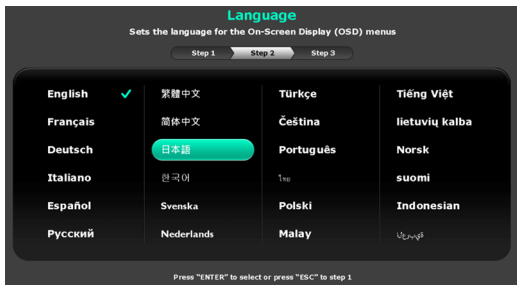 Language
Sets the language for the On-Screen Display (OSD) menus
Step 1 Step 2 Step 3
English
Français
Deutsch
Italiano
Español
Русский
繁體中文
简体中文
日本語
한국어
Svenska
Nederlands
Türkçe
Čeština
Português
ไทย
Polski
Malay
Tiếng Việt
lietuvių kalba
Norsk
suomi
Indonesian
Press "ENTER" to select or press "ESC" to step 1